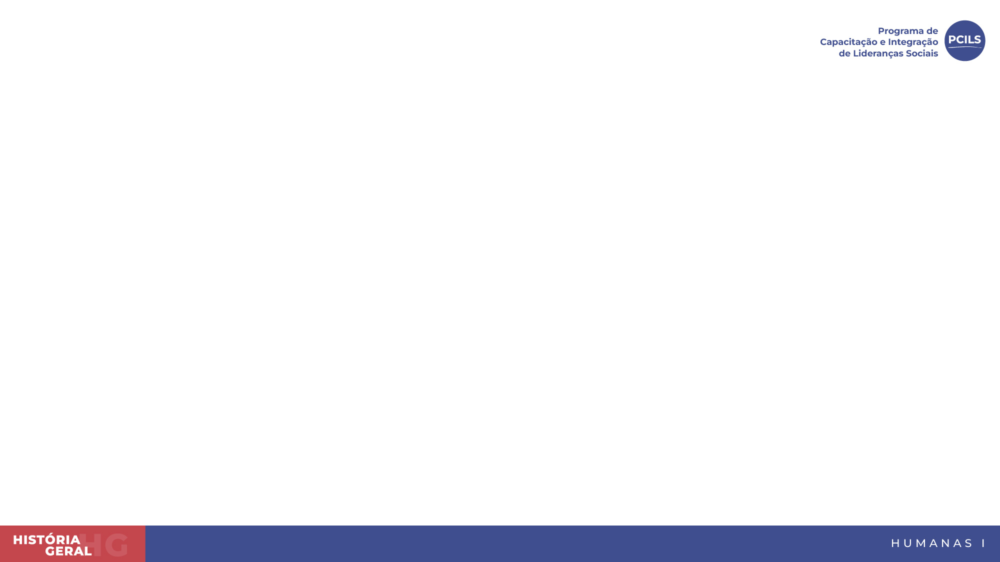 Programa de
Capacitação e Integração
de Lideranças Sociais
PCILS
HISTÓRIA
GERAL
HG
HUMANAS I